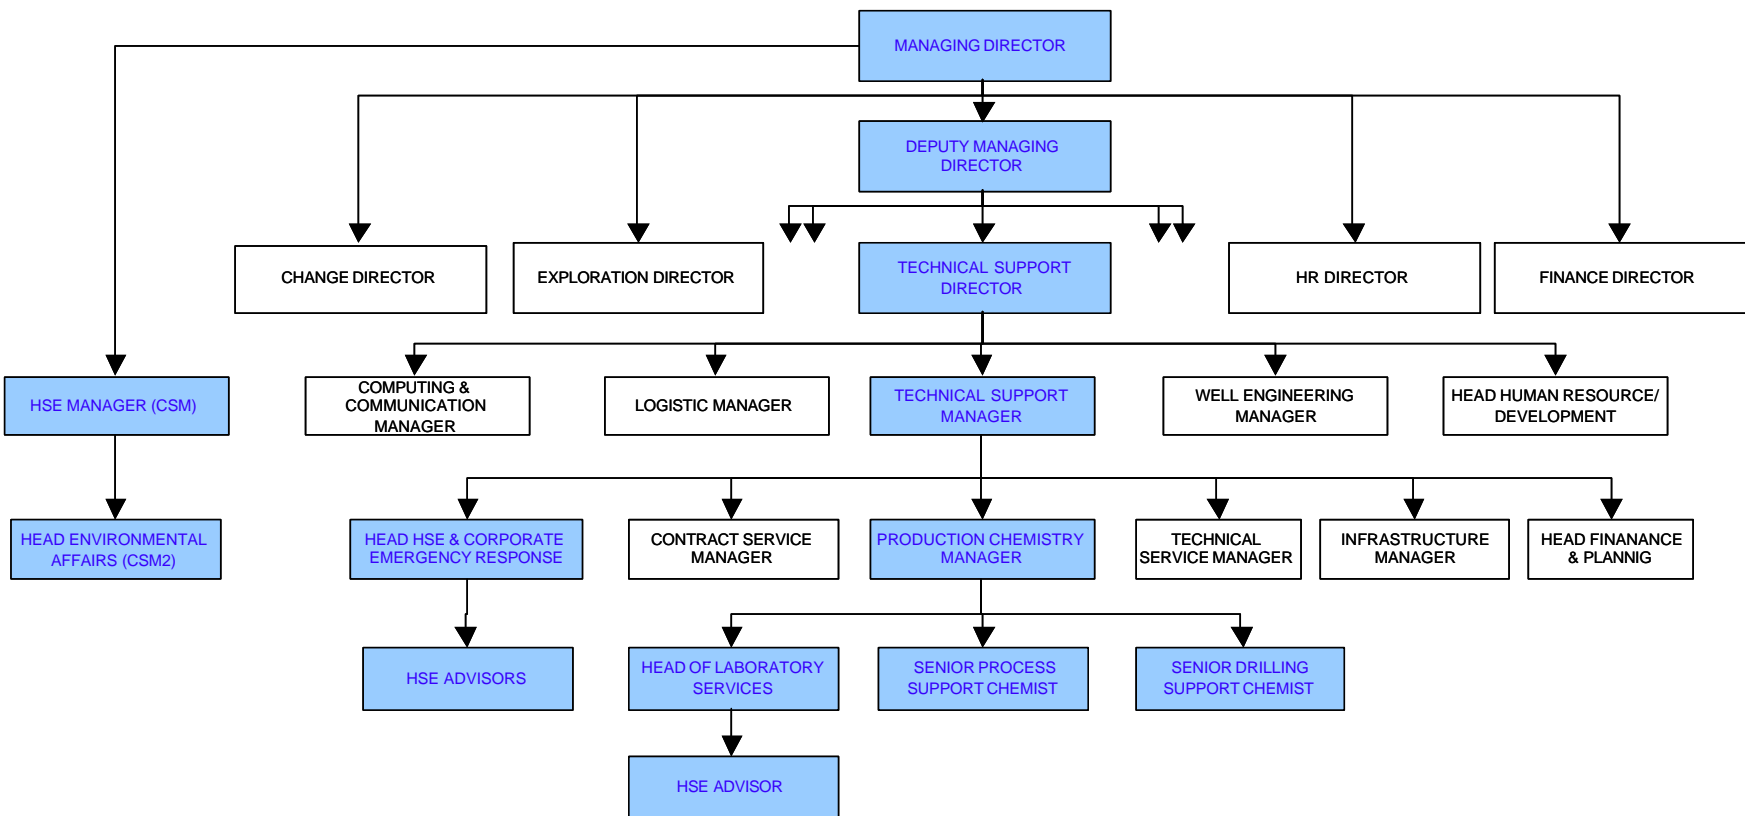 MANAGING DIRECTOR
DEPUTY MANAGING
DIRECTOR
CHANGE DIRECTOR
EXPLORATION DIRECTOR
TECHNICAL SUPPORT
DIRECTOR
HR DIRECTOR
FINANCE DIRECTOR
HSE MANAGER (CSM)
COMPUTING &
COMMUNICATION
MANAGER
LOGISTIC MANAGER
TECHNICAL SUPPORT
MANAGER
WELL ENGINEERING
MANAGER
HEAD HUMAN RESOURCE/
DEVELOPMENT
HEAD ENVIRONMENTAL
AFFAIRS (CSM2)
HEAD HSE & CORPORATE
EMERGENCY RESPONSE
CONTRACT SERVICE
MANAGER
PRODUCTION CHEMISTRY
MANAGER
TECHNICAL
SERVICE MANAGER
INFRASTRUCTURE
MANAGER
HEAD FINANANCE
& PLANNIG
HSE ADVISORS
HEAD OF LABORATORY
SERVICES
SENIOR PROCESS
SUPPORT CHEMIST
SENIOR DRILLING
SUPPORT CHEMIST
HSE ADVISOR